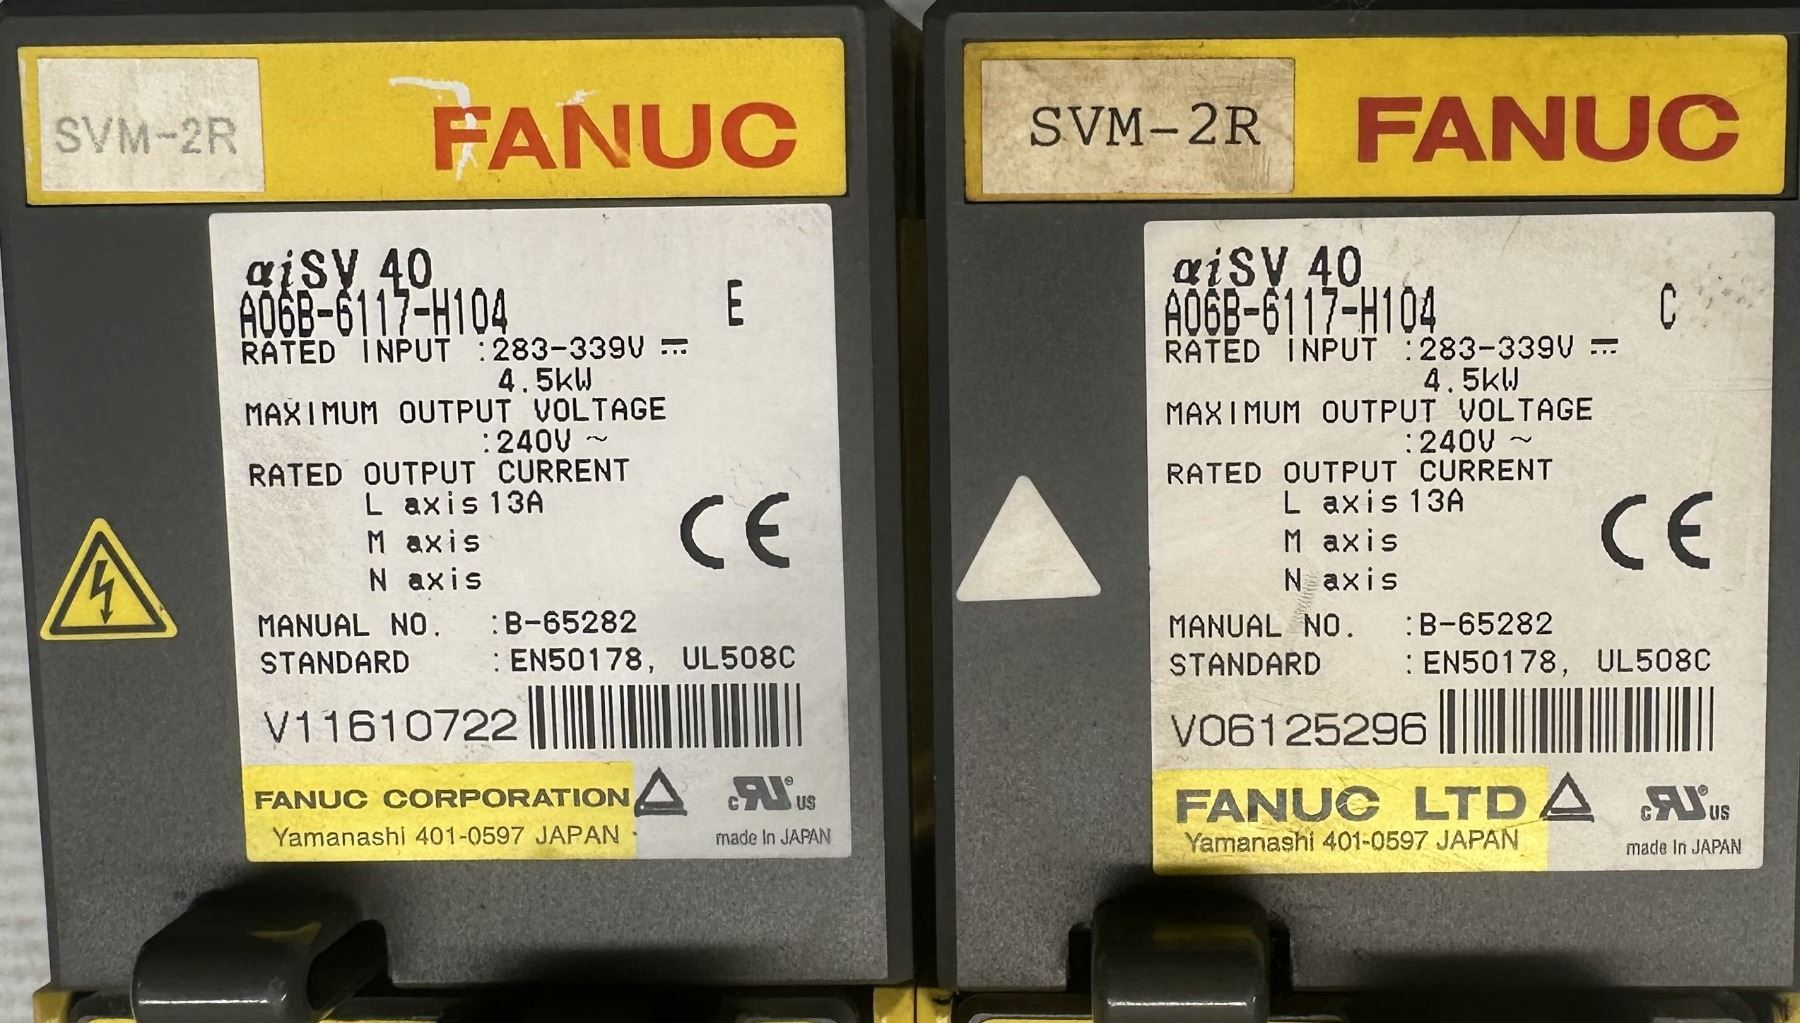 SVM-2R
FANUC
αiSV 40
A06B-6117-H104
E
RATED INPUT :283-339V ⎓
4.5kW
MAXIMUM OUTPUT VOLTAGE
:240V ~
RATED OUTPUT CURRENT
L axis 13A
M axis
N axis
CE
MANUAL NO. :B-65282
STANDARD :EN50178, UL508C
V11610722
FANUC CORPORATION
Yamanashi 401-0597 JAPAN
c RU us
made in JAPAN
SVM-2R
FANUC
αiSV 40
A06B-6117-H104
C
RATED INPUT :283-339V ⎓
4.5kW
MAXIMUM OUTPUT VOLTAGE
:240V ~
RATED OUTPUT CURRENT
L axis 13A
M axis
N axis
CE
MANUAL NO. :B-65282
STANDARD :EN50178, UL508C
V06125296
FANUC LTD
Yamanashi 401-0597 JAPAN
c RU us
made in JAPAN